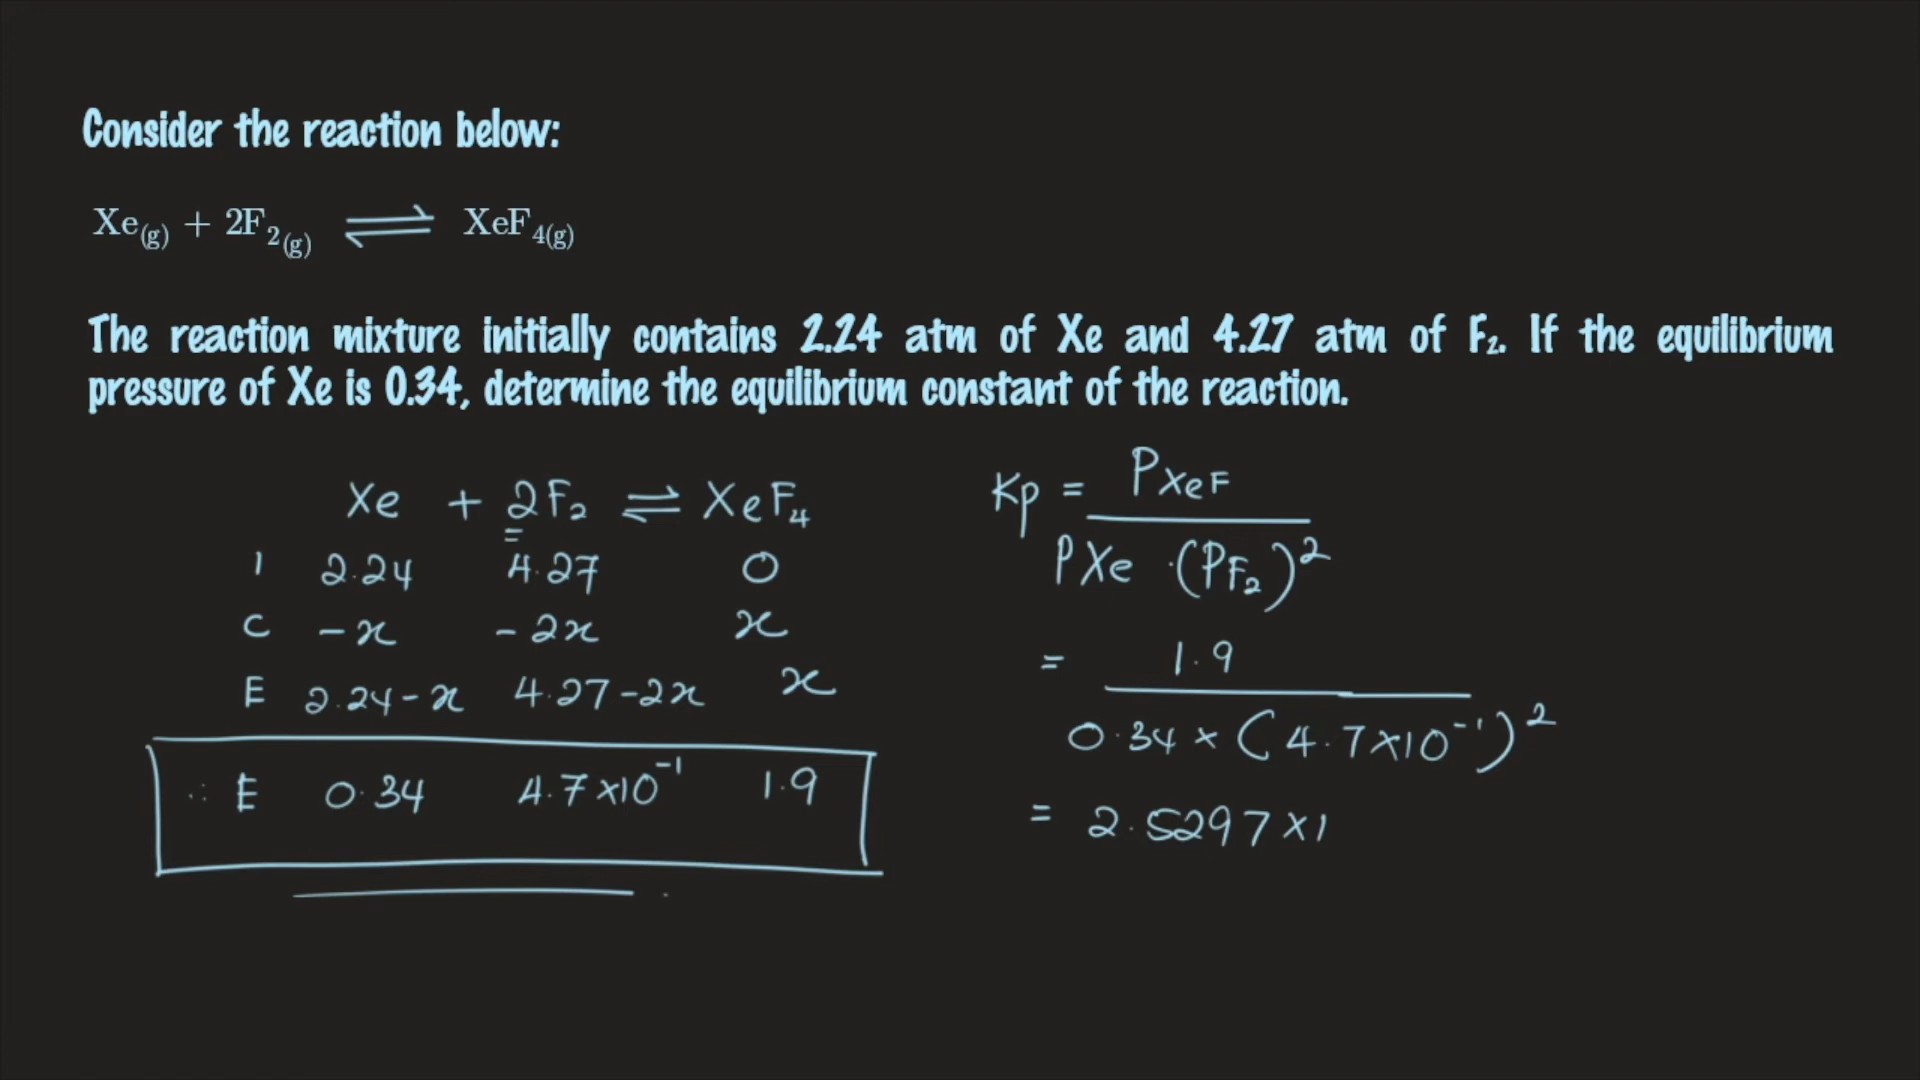 Consider the reaction below:
Xe(g) + 2F2(g) ⇌ XeF4(g)
The reaction mixture initially contains 2.24 atm of Xe and 4.27 atm of F2. If the equilibrium
pressure of Xe is 0.34, determine the equilibrium constant of the reaction.
Xe + 2F2 ⇌ XeF4
I 2.24 4.27 0
C -x -2x x
E 2.24-x 4.27-2x x
∴ E 0.34 4.7×10⁻¹ 1.9
Kp = PXeF
PXe · (PF2)²
= 1.9
0.34 × (4.7×10⁻¹)²
= 2.5297×1